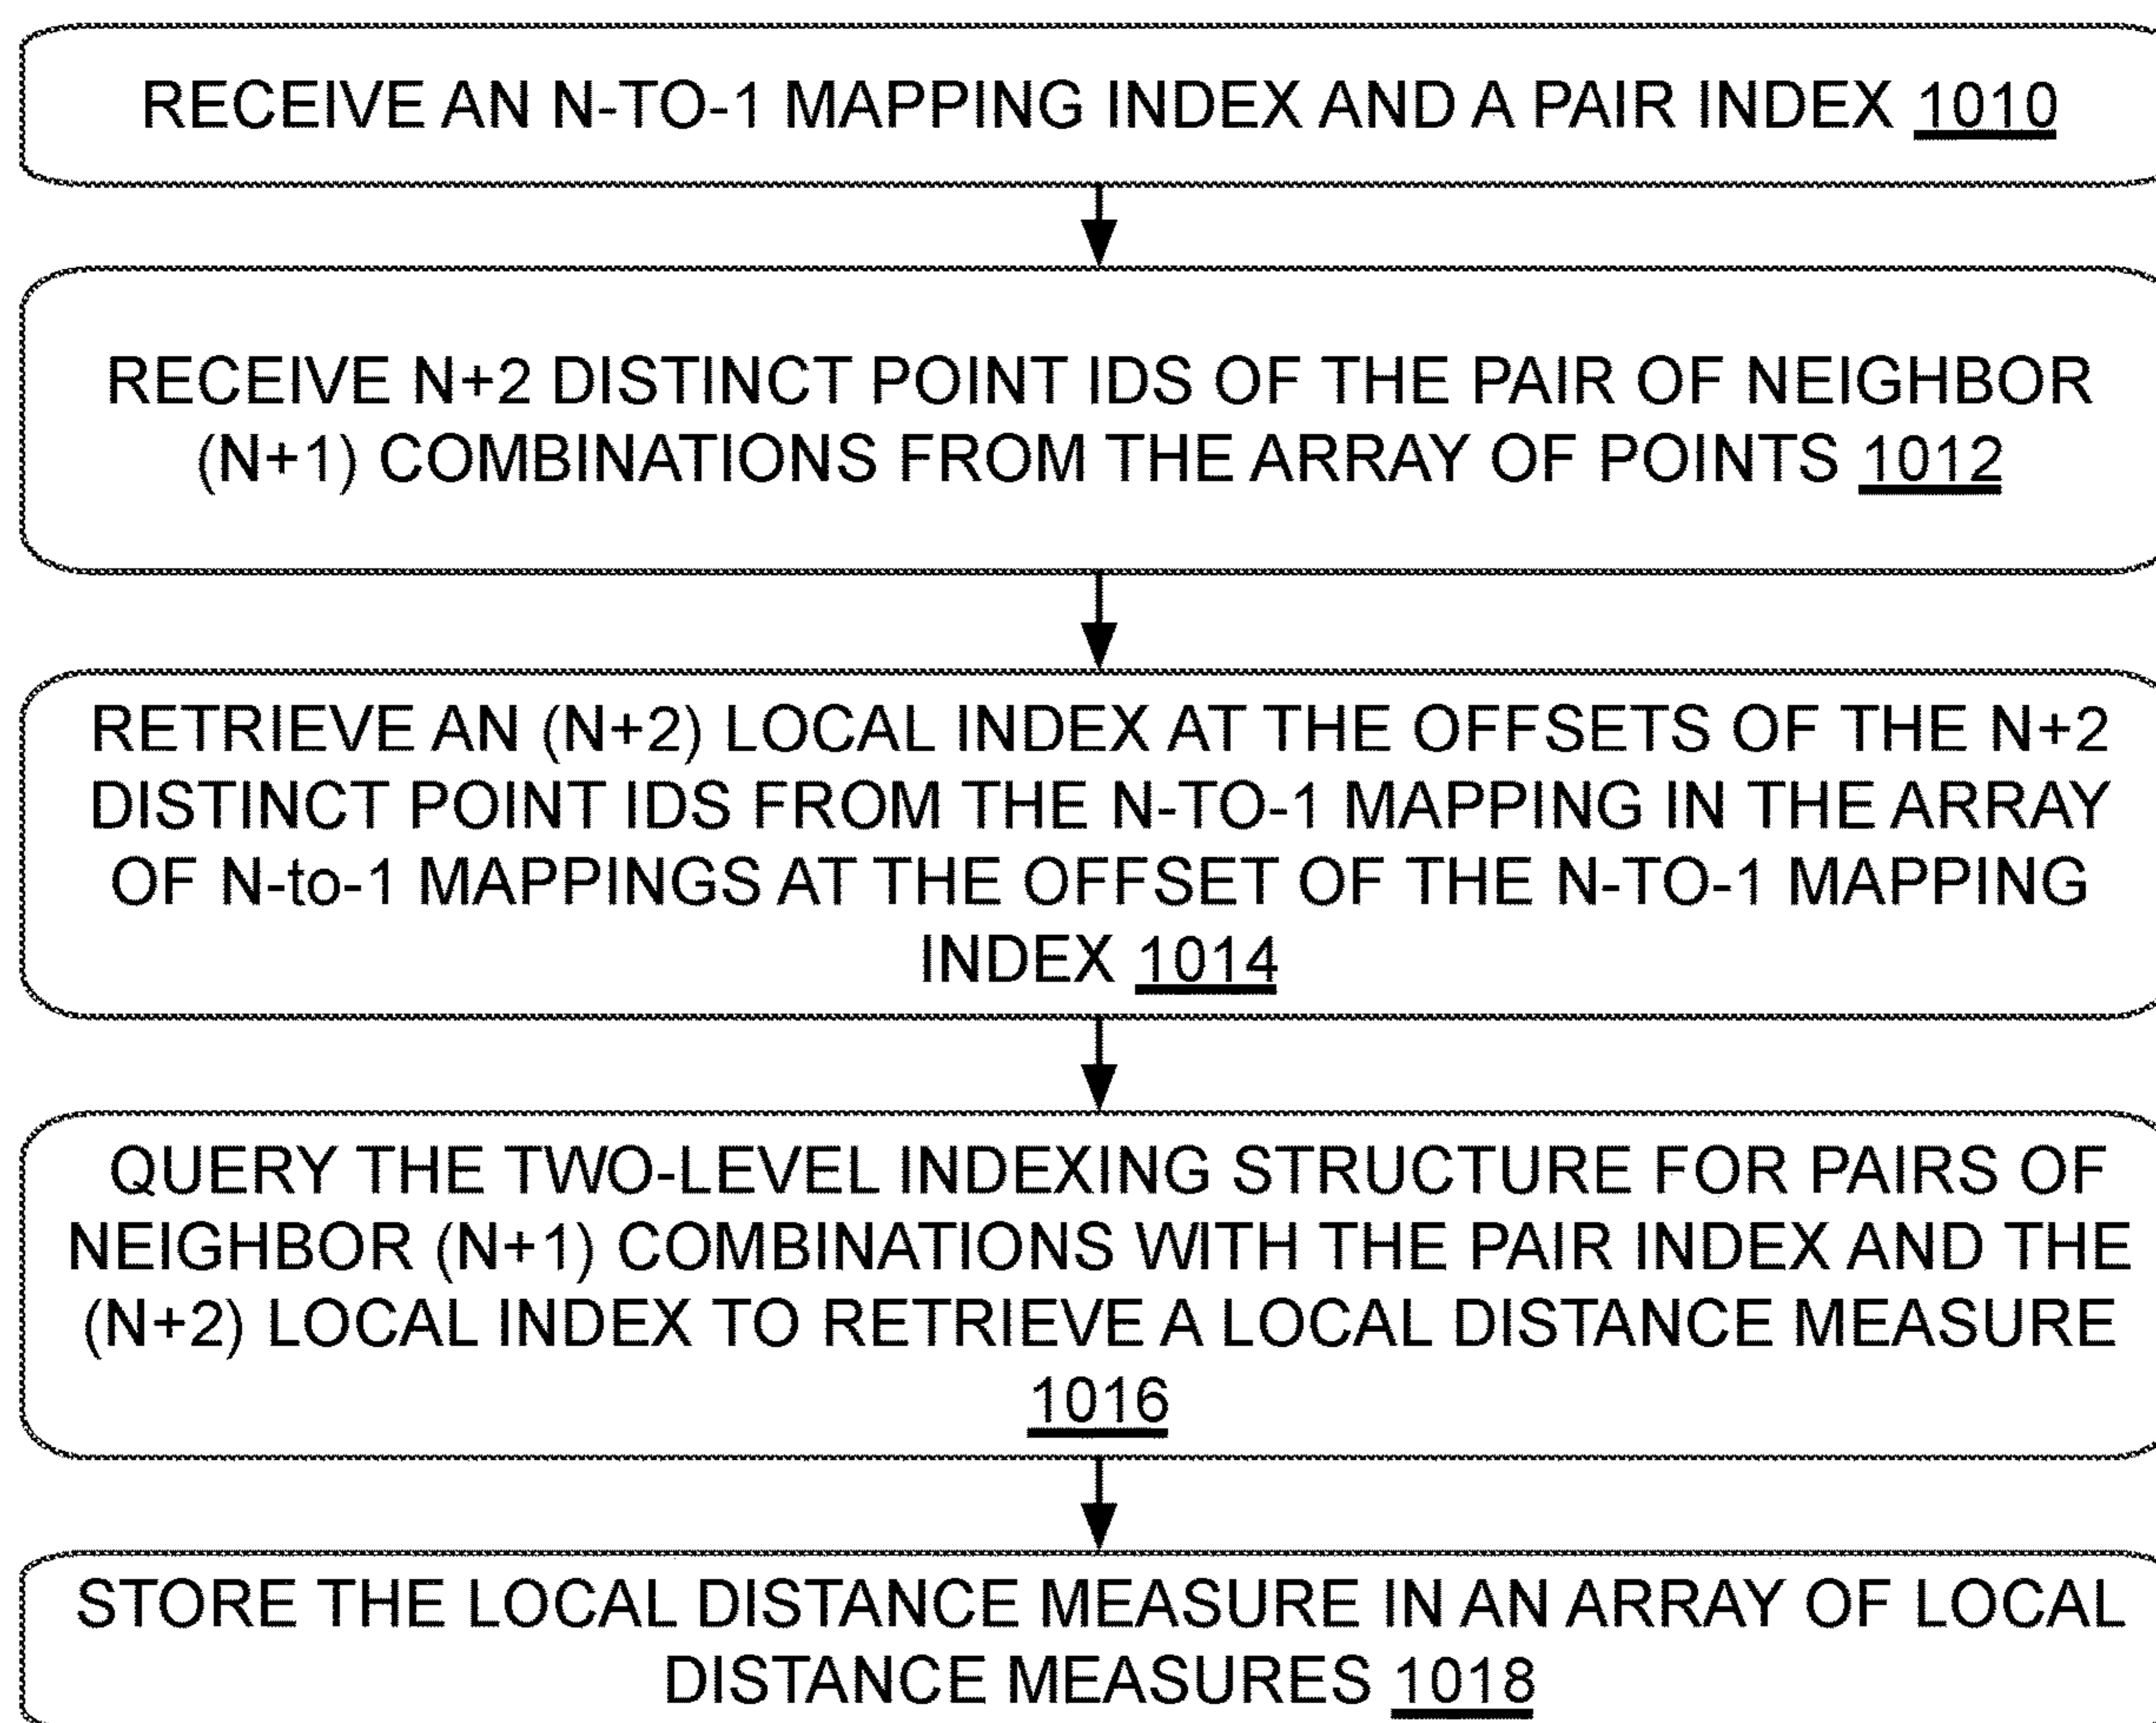 RECEIVE AN N-TO-1 MAPPING INDEX AND A PAIR INDEX 1010
RECEIVE N+2 DISTINCT POINT IDS OF THE PAIR OF NEIGHBOR
(N+1) COMBINATIONS FROM THE ARRAY OF POINTS 1012
RETRIEVE AN (N+2) LOCAL INDEX AT THE OFFSETS OF THE N+2
DISTINCT POINT IDS FROM THE N-TO-1 MAPPING IN THE ARRAY
OF N-to-1 MAPPINGS AT THE OFFSET OF THE N-TO-1 MAPPING
INDEX 1014
QUERY THE TWO-LEVEL INDEXING STRUCTURE FOR PAIRS OF
NEIGHBOR (N+1) COMBINATIONS WITH THE PAIR INDEX AND THE
(N+2) LOCAL INDEX TO RETRIEVE A LOCAL DISTANCE MEASURE
1016
STORE THE LOCAL DISTANCE MEASURE IN AN ARRAY OF LOCAL
DISTANCE MEASURES 1018